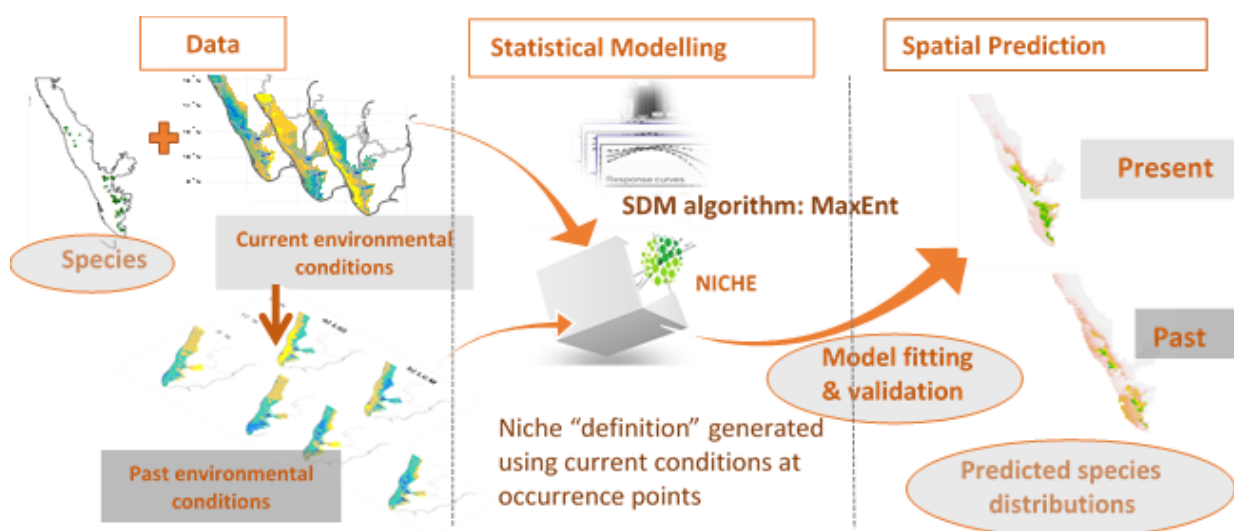 Data
Statistical Modelling
Spatial Prediction
Response curves
SDM algorithm: MaxEnt
Present
Species
Current environmental
conditions
NICHE
Past
Model fitting
& validation
Niche “definition” generated
using current conditions at
occurrence points
Past environmental
conditions
Predicted species
distributions